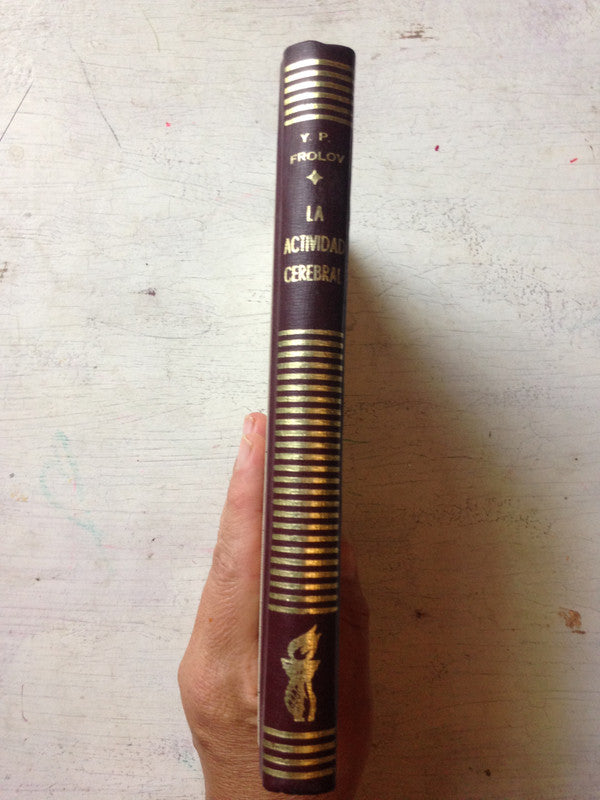 Y. P.
FROLOV
LA
ACTIVIDAD
CEREBRAL